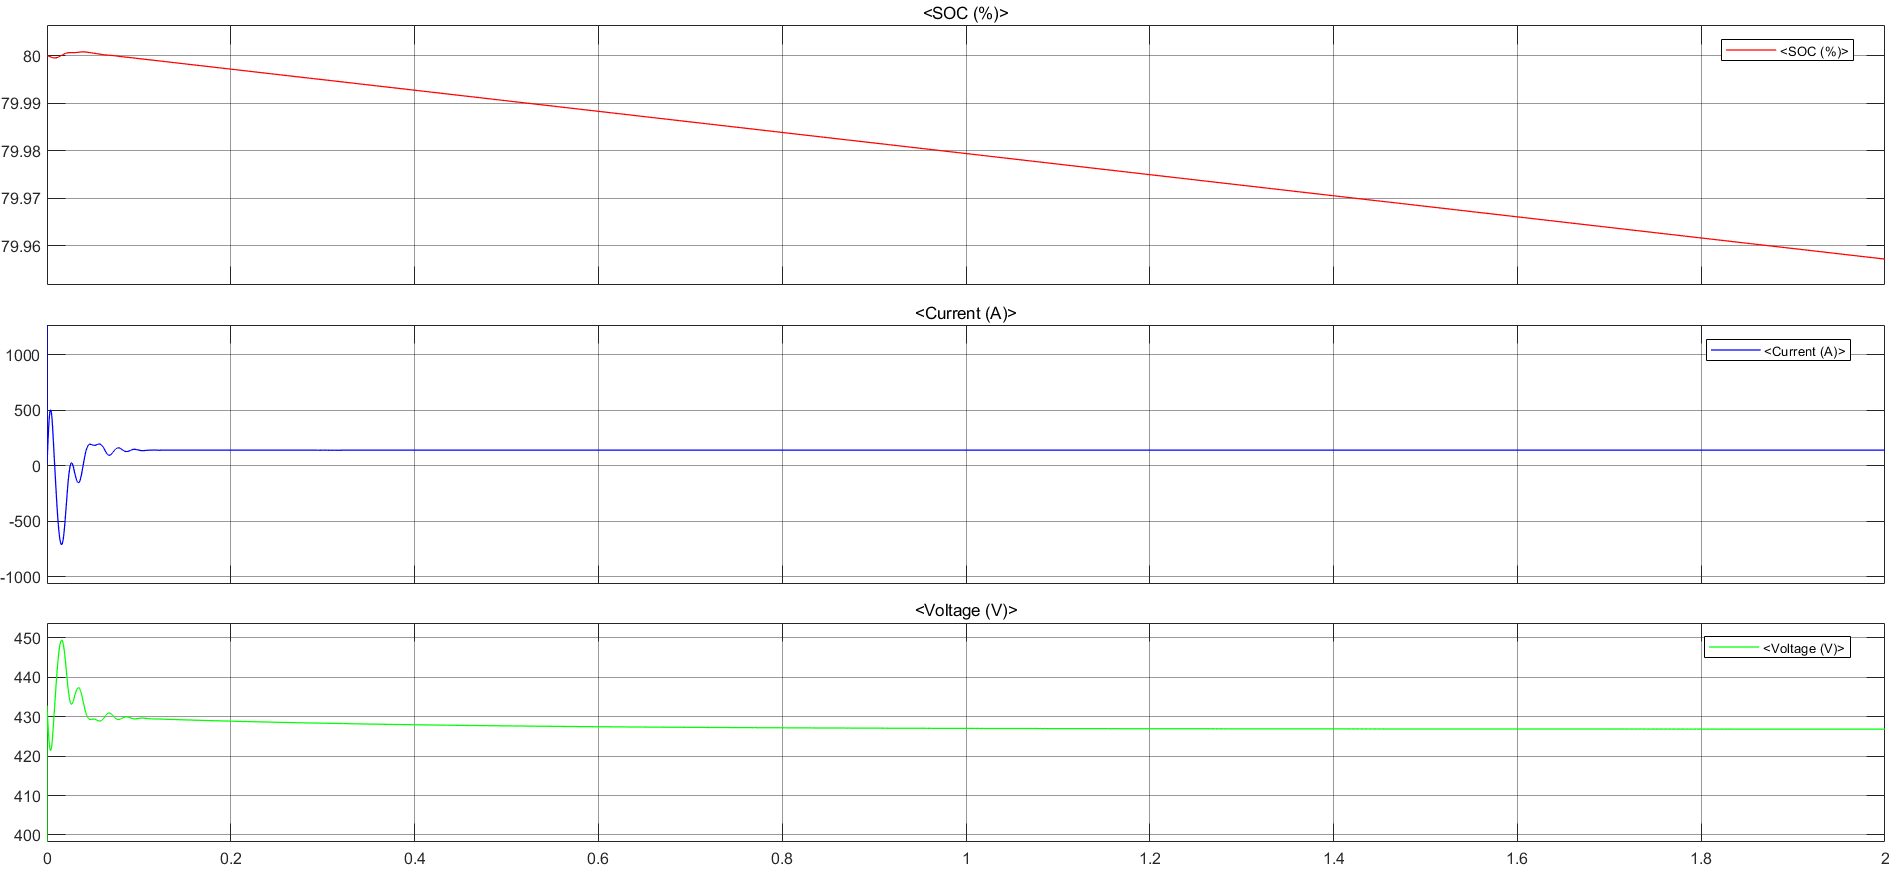 <SOC (%)>
80
79.99
79.98
79.97
79.96
<SOC (%)>
<Current (A)>
1000
500
0
-500
-1000
<Current (A)>
<Voltage (V)>
450
440
430
420
410
400
<Voltage (V)>
0 0.2 0.4 0.6 0.8 1 1.2 1.4 1.6 1.8 2